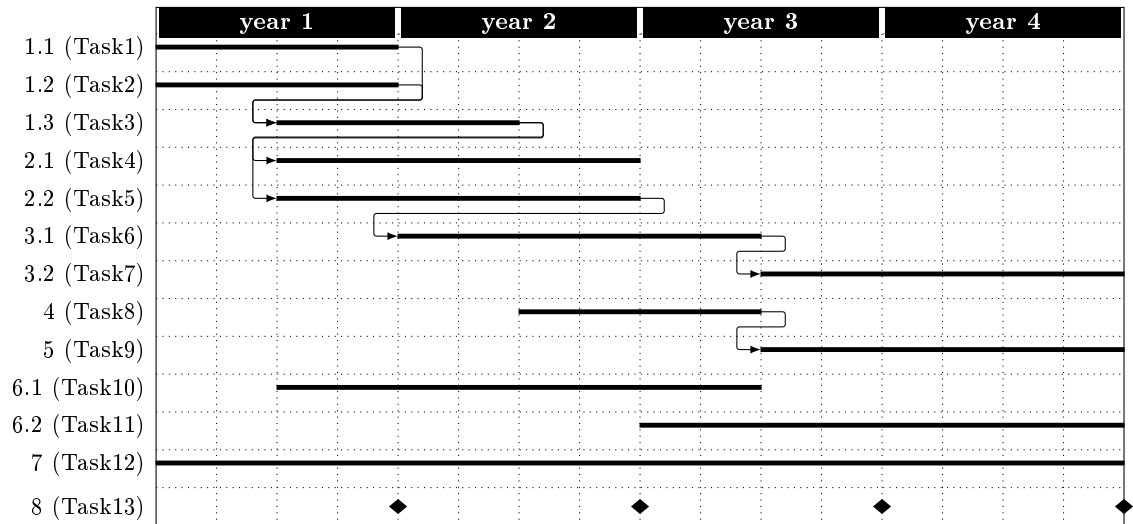 year 1 year 2 year 3 year 4
1.1 (Task1)
1.2 (Task2)
1.3 (Task3)
2.1 (Task4)
2.2 (Task5)
3.1 (Task6)
3.2 (Task7)
4 (Task8)
5 (Task9)
6.1 (Task10)
6.2 (Task11)
7 (Task12)
8 (Task13)